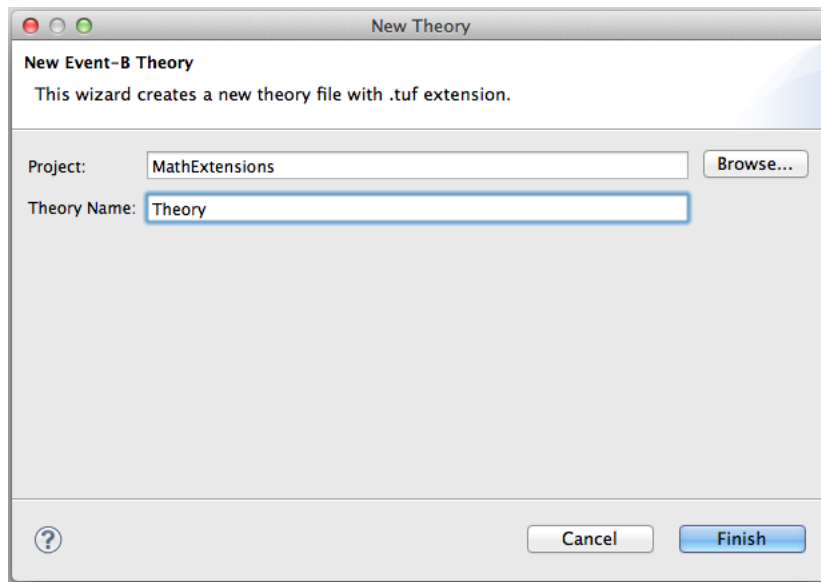 New Theory
New Event-B Theory
This wizard creates a new theory file with .tuf extension.
Project: MathExtensions Browse...
Theory Name: Theory
? Cancel Finish